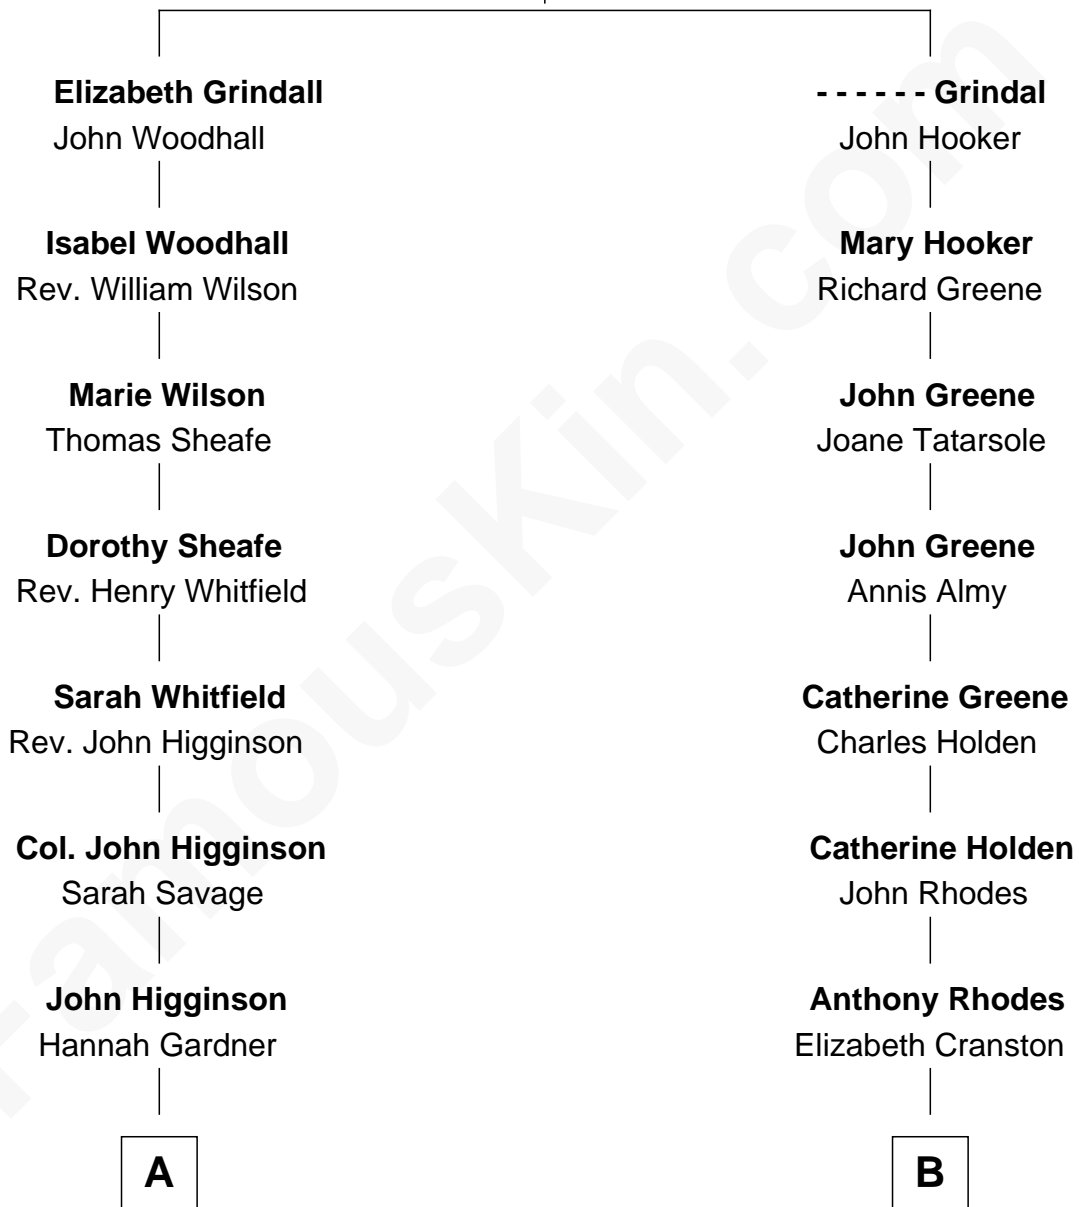 Elizabeth Grindall
John Woodhall
Isabel Woodhall
Rev. William Wilson
Marie Wilson
Thomas Sheafe
Dorothy Sheafe
Rev. Henry Whitfield
Sarah Whitfield
Rev. John Higginson
Col. John Higginson
Sarah Savage
John Higginson
Hannah Gardner
A
- - - - - - Grindal
John Hooker
Mary Hooker
Richard Greene
John Greene
Joane Tatarsole
John Greene
Annis Almy
Catherine Greene
Charles Holden
Catherine Holden
John Rhodes
Anthony Rhodes
Elizabeth Cranston
B
FamousKin.com